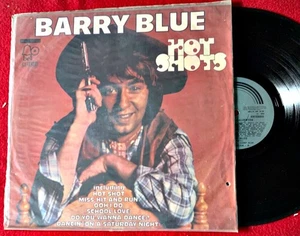 BARRY BLUE
HOT
SHOTS
including
HOT SHOT
MISS HIT AND RUN
OOH I DO
SCHOOL LOVE
DO YOU WANNA DANCE?
DANCIN' ON A SATURDAY NIGHT